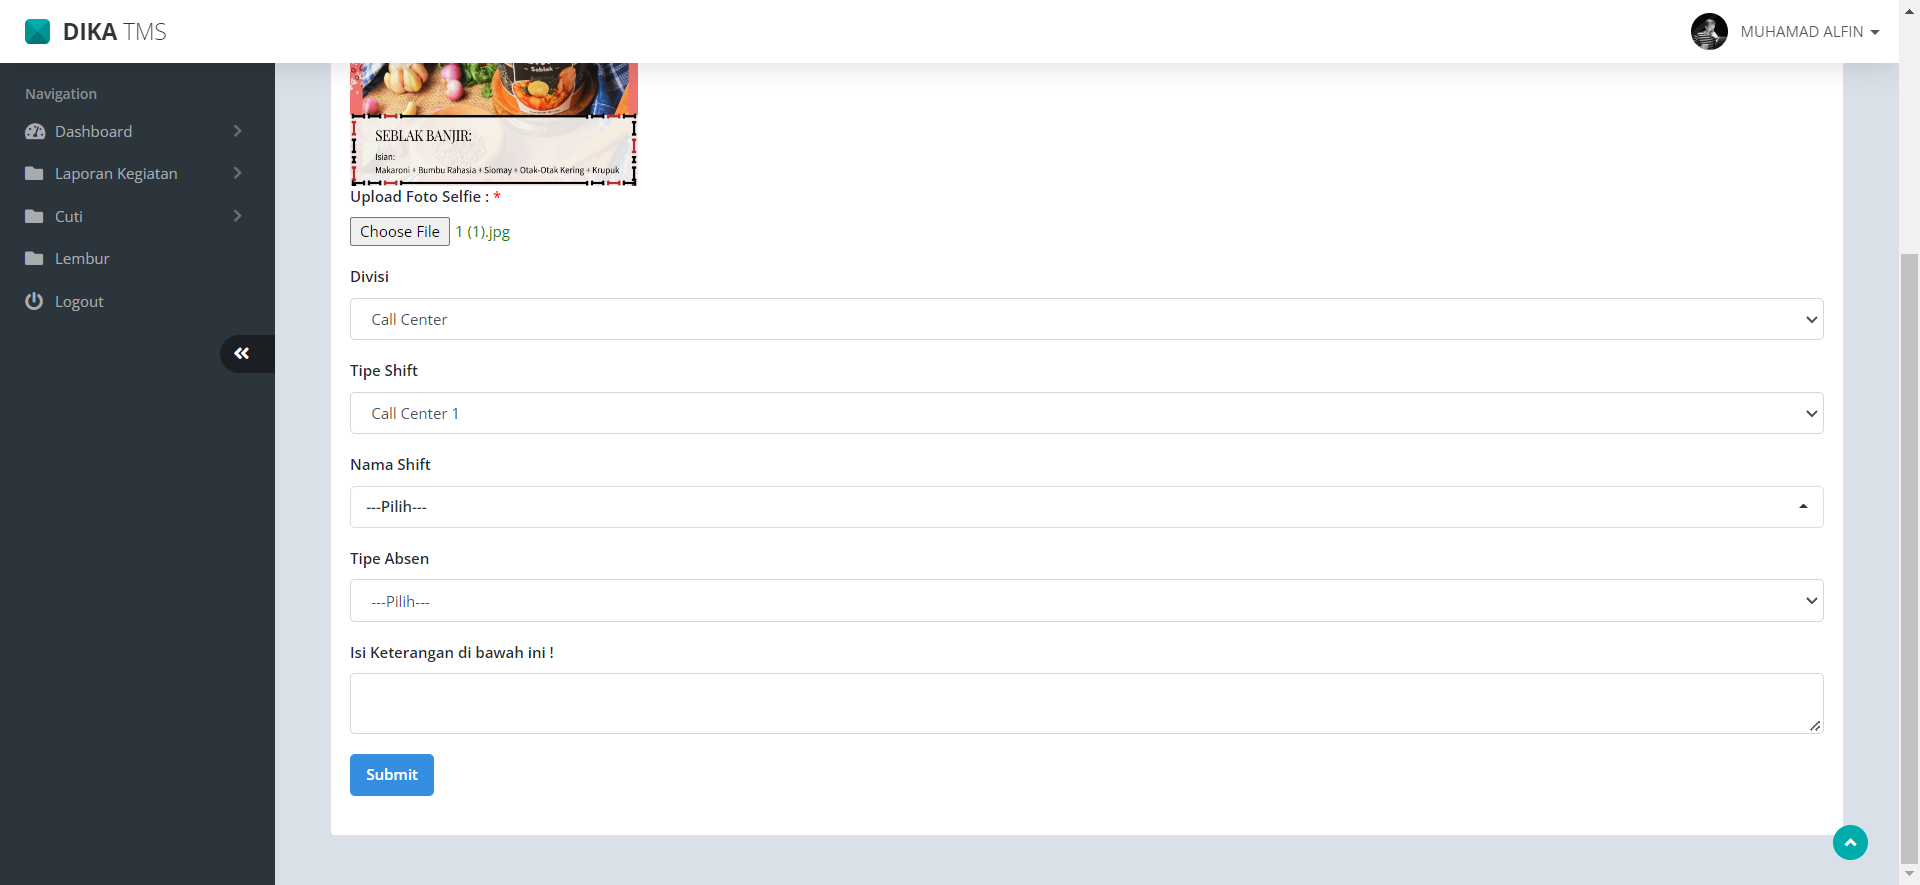 DIKA TMS
MUHAMAD ALFIN
Navigation
Dashboard
Laporan Kegiatan
Cuti
Lembur
Logout
Seblak
SEBLAK BANJIR:
Isian:
Makaroni + Bumbu Rahasia + Siomay + Otak-Otak Kering + Krupuk
Upload Foto Selfie : *
Choose File 1 (1).jpg
Divisi
Call Center
Tipe Shift
Call Center 1
Nama Shift
---Pilih---
Tipe Absen
---Pilih---
Isi Keterangan di bawah ini !
Submit